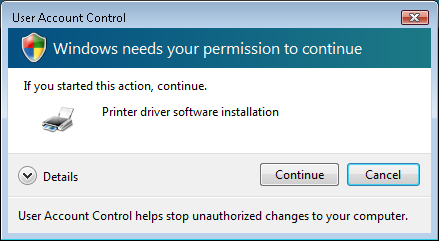 User Account Control
Windows needs your permission to continue
If you started this action, continue.
Printer driver software installation
Details
Continue
Cancel
User Account Control helps stop unauthorized changes to your computer.